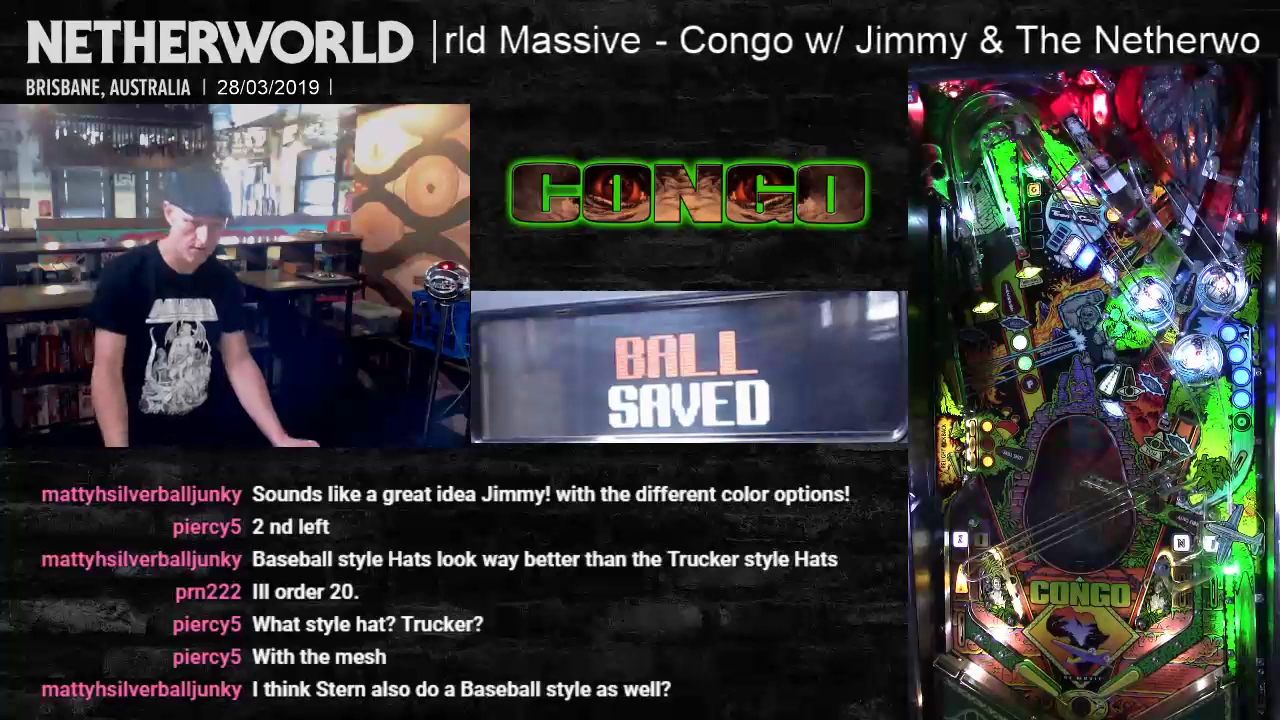 NETHERWORLD
rld Massive - Congo w/ Jimmy & The Netherwo
BRISBANE, AUSTRALIA | 28/03/2019 |
CONGO
BALL
SAVED
mattyhsilverballjunky Sounds like a great idea Jimmy! with the different color options!
piercy5 2 nd left
mattyhsilverballjunky Baseball style Hats look way better than the Trucker style Hats
prn222 Ill order 20.
piercy5 What style hat? Trucker?
piercy5 With the mesh
mattyhsilverballjunky I think Stern also do a Baseball style as well?
CONGO